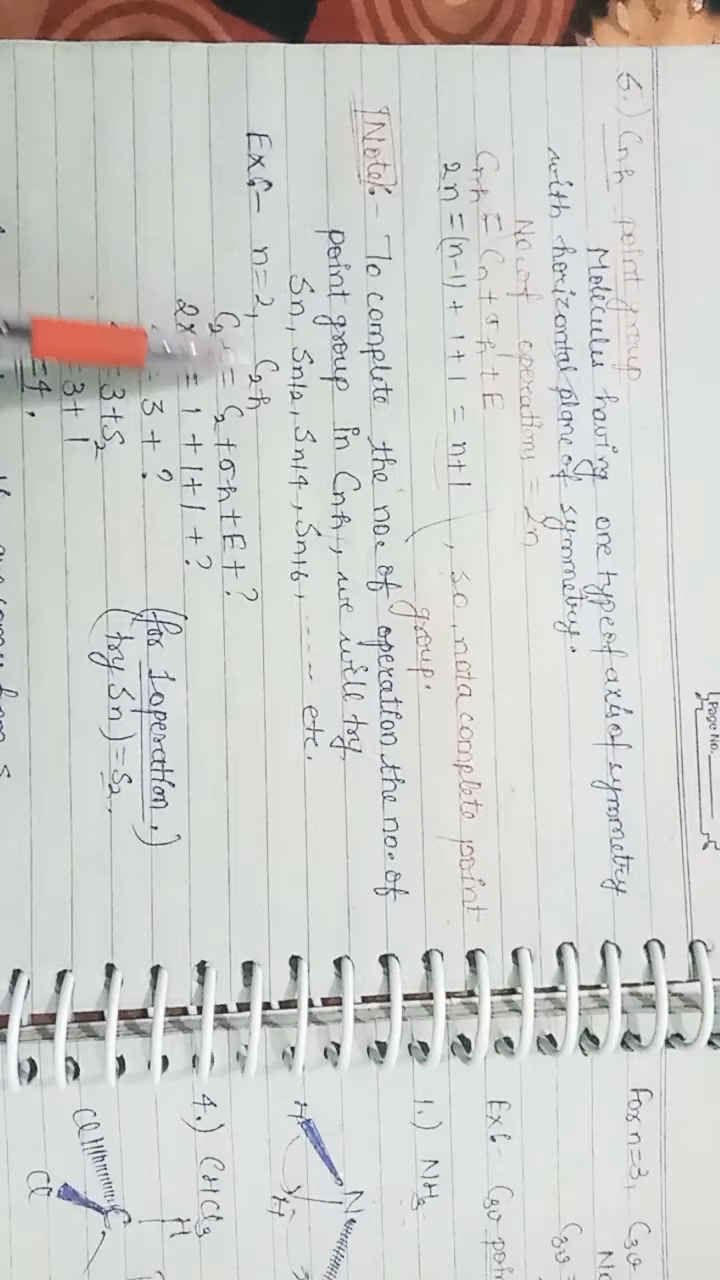 Page No.
5.) Cnh point group
Molecules having one type of axis of symmetry
with horizontal plane of symmetry.
No. of operations = 2n
Cnh = Cn + σh + E
2n = (n-1) + 1 + 1 = n+1, so, not a complete point
group.
Note:- To complete the no. of operation, the no. of
point group in Cnh, we will try,
Sn, Sn/2, Sn/4, Sn/6, ---- etc.
Ex:- n=2, C2h
= C2 + σh + E + ?
= 1 + 1 + 1 + ?
3 + ?
(for 1 operation,)
= 3 + S2
(try Sn) = S2.
= 3 + 1
= 4.
for n=3, C3v
C3v
Ex:- C3v
1.) NH3
N
H
H
4.) CHCl3
H
C
Cl
Cl